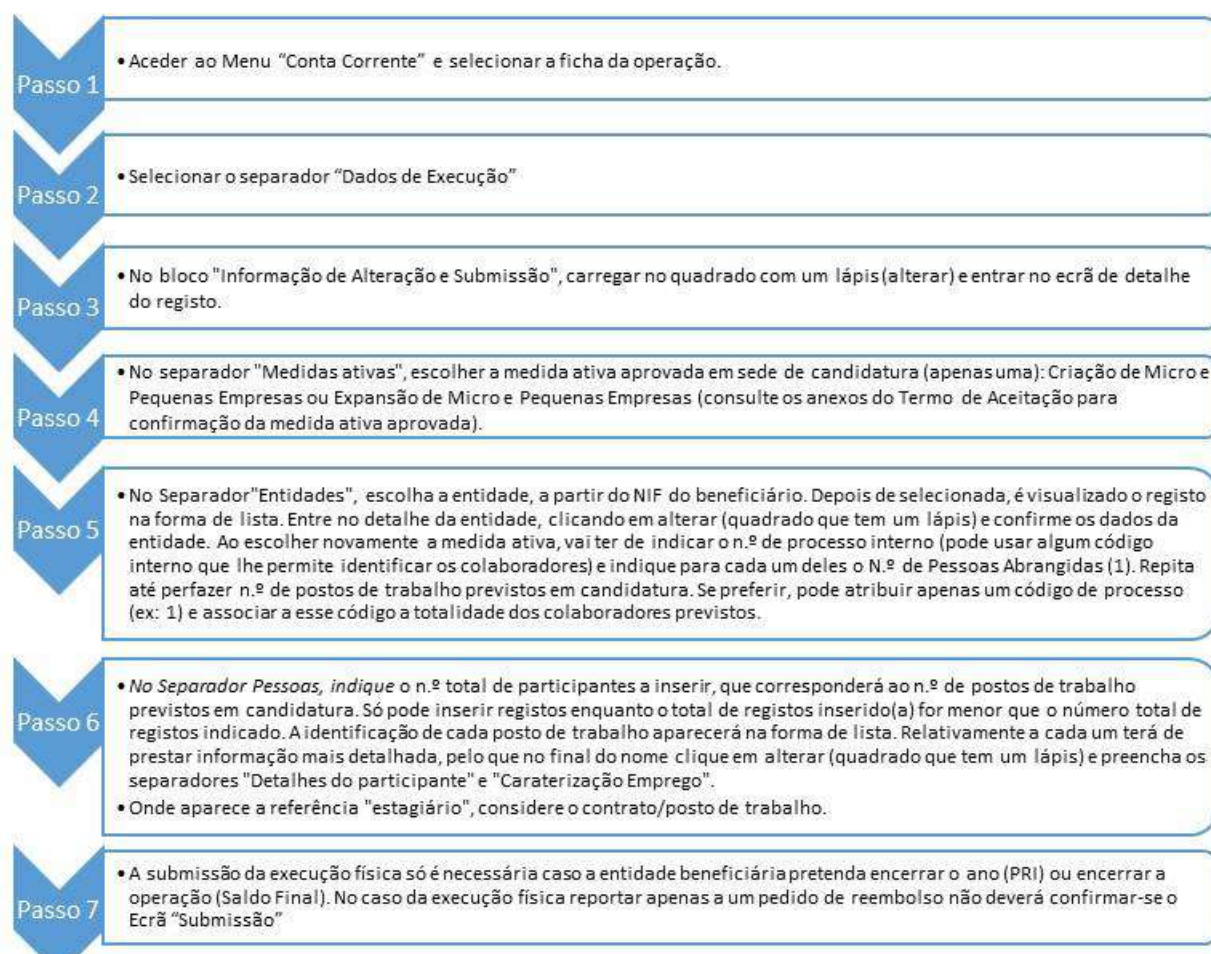 Passo 1
• Aceder ao Menu “Conta Corrente” e selecionar a ficha da operação.
Passo 2
• Selecionar o separador “Dados de Execução”
Passo 3
• No bloco "Informação de Alteração e Submissão", carregar no quadrado com um lápis (alterar) e entrar no ecrã de detalhe
do registo.
Passo 4
• No separador "Medidas ativas", escolher a medida ativa aprovada em sede de candidatura (apenas uma): Criação de Micro e
Pequenas Empresas ou Expansão de Micro e Pequenas Empresas (consulte os anexos do Termo de Aceitação para
confirmação da medida ativa aprovada).
Passo 5
• No Separador"Entidades", escolha a entidade, a partir do NIF do beneficiário. Depois de selecionada, é visualizado o registo
na forma de lista. Entre no detalhe da entidade, clicando em alterar (quadrado que tem um lápis) e confirme os dados da
entidade. Ao escolher novamente a medida ativa, vai ter de indicar o n.º de processo interno (pode usar algum código
interno que lhe permite identificar os colaboradores) e indique para cada um deles o N.º de Pessoas Abrangidas (1). Repita
até perfazer n.º de postos de trabalho previstos em candidatura. Se preferir, pode atribuir apenas um código de processo
(ex: 1) e associar a esse código a totalidade dos colaboradores previstos.
Passo 6
• No Separador Pessoas, indique o n.º total de participantes a inserir, que corresponderá ao n.º de postos de trabalho
previstos em candidatura. Só pode inserir registos enquanto o total de registos inserido(a) for menor que o número total de
registos indicado. A identificação de cada posto de trabalho aparecerá na forma de lista. Relativamente a cada um terá de
prestar informação mais detalhada, pelo que no final do nome clique em alterar (quadrado que tem um lápis) e preencha os
separadores "Detalhes do participante" e "Caraterização Emprego".
• Onde aparece a referência "estagiário", considere o contrato/posto de trabalho.
Passo 7
• A submissão da execução física só é necessária caso a entidade beneficiária pretenda encerrar o ano (PRI) ou encerrar a
operação (Saldo Final). No caso da execução física reportar apenas a um pedido de reembolso não deverá confirmar-se o
Ecrã “Submissão”